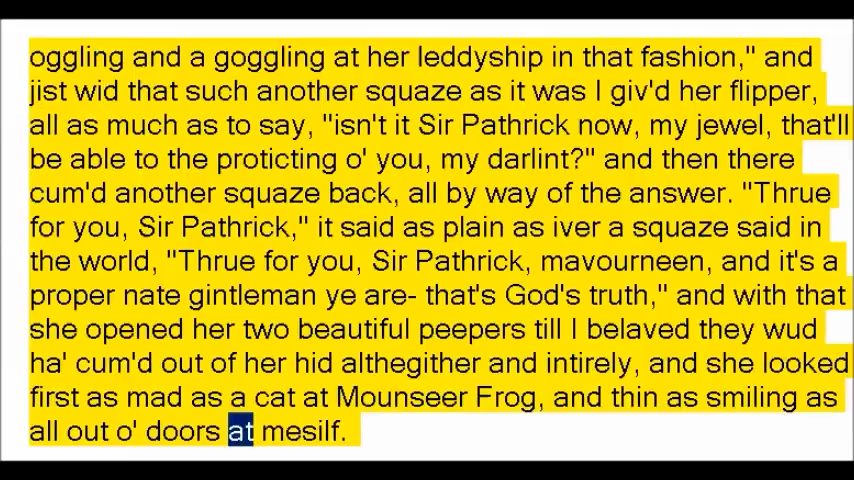 oggling and a goggling at her leddyship in that fashion," and
jist wid that such another squaze as it was I giv'd her flipper,
all as much as to say, "isn't it Sir Pathrick now, my jewel, that'll
be able to the proticting o' you, my darlint?" and then there
cum'd another squaze back, all by way of the answer. "Thrue
for you, Sir Pathrick," it said as plain as iver a squaze said in
the world, "Thrue for you, Sir Pathrick, mavourneen, and it's a
proper nate gintleman ye are- that's God's truth," and with that
she opened her two beautiful peepers till I belaved they wud
ha' cum'd out of her hid althegither and intirely, and she looked
first as mad as a cat at Mounseer Frog, and thin as smiling as
all out o' doors at mesilf.